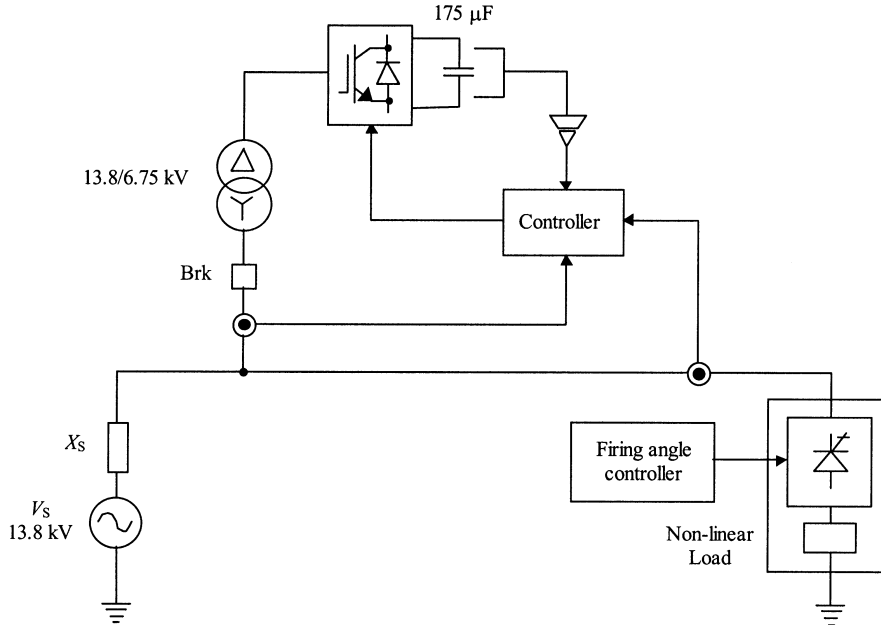 175 μF
13.8/6.75 kV
Controller
Brk
XS
VS
13.8 kV
Firing angle
controller
Non-linear
Load